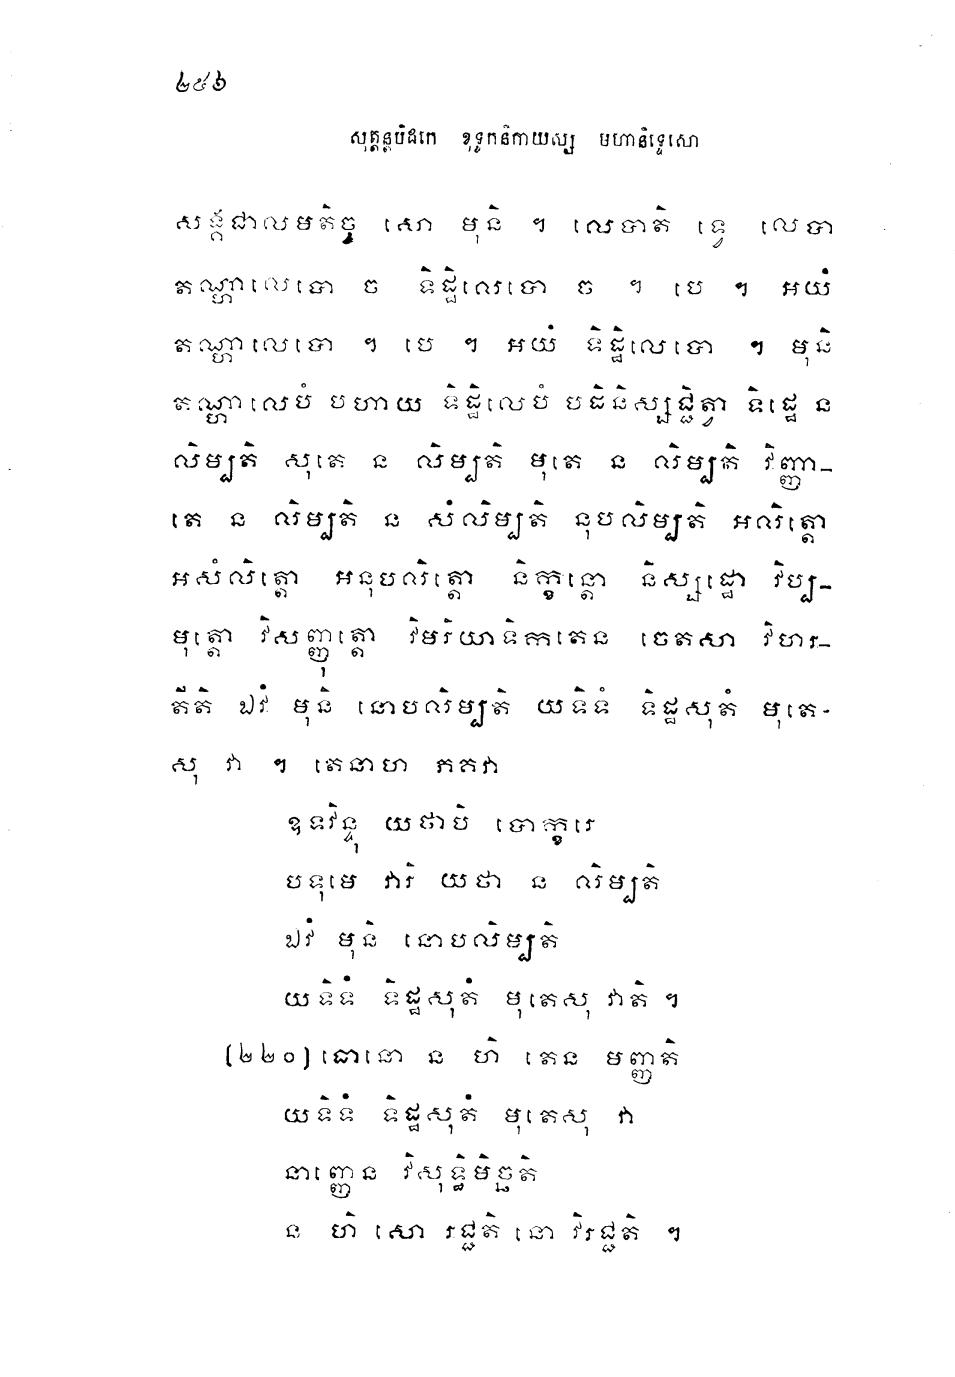 ២៤៦
សុត្តន្តបិដកេ ខុទ្ទកនិកាយស្ស មហានិទ្ទេសោ
សង្គជាលមតិច្ច សោ មុនិ ។ លេបាតិ ទ្វេ លេបា
តណ្ហាលេបោ ច ទិដ្ឋិលេបោ ច ។ បេ ។ អយំ
តណ្ហាលេបោ ។ បេ ។ អយំ ទិដ្ឋិលេបោ ។ មុនិ
តណ្ហាលេបំ បហាយ ទិដ្ឋិលេបំ បដិនិស្សជ្ជិត្វា ទិដ្ឋេ ន
លិម្បតិ សុតេ ន លិម្បតិ មុតេ ន លិម្បតិ វិញ្ញា-
តេ ន លិម្បតិ ន សំលិម្បតិ នុបលិម្បតិ អលិត្តោ
អសំលិត្តោ អនុបលិត្តោ និក្ខន្តោ និស្សដ្ឋោ វិប្ប-
មុត្តោ វិសញ្ញុត្តោ វិមរិយាទិកតេន ចេតសា វិហរ-
តីតិ ឯវំ មុនិ នោបលិម្បតិ យទិទំ ទិដ្ឋសុតំ មុតេ-
សុ វា ។ តេនាហ ភគវា
ឧទវិន្ទុ យថាបិ បោក្ខរេ
បទុមេ វារិ យថា ន លិម្បតិ
ឯវំ មុនិ នោបលិម្បតិ
យទិទំ ទិដ្ឋសុតំ មុតេសុ វាតិ ។
(២២០) ធោនោ ន ហិ តេន មញ្ញតិ
យទិទំ ទិដ្ឋសុតំ មុតេសុ វា
នាញ្ញេន វិសុទ្ធិមិច្ឆតិ
ន ហិ សោ រជ្ជតិ នោ វិរជ្ជតិ ។